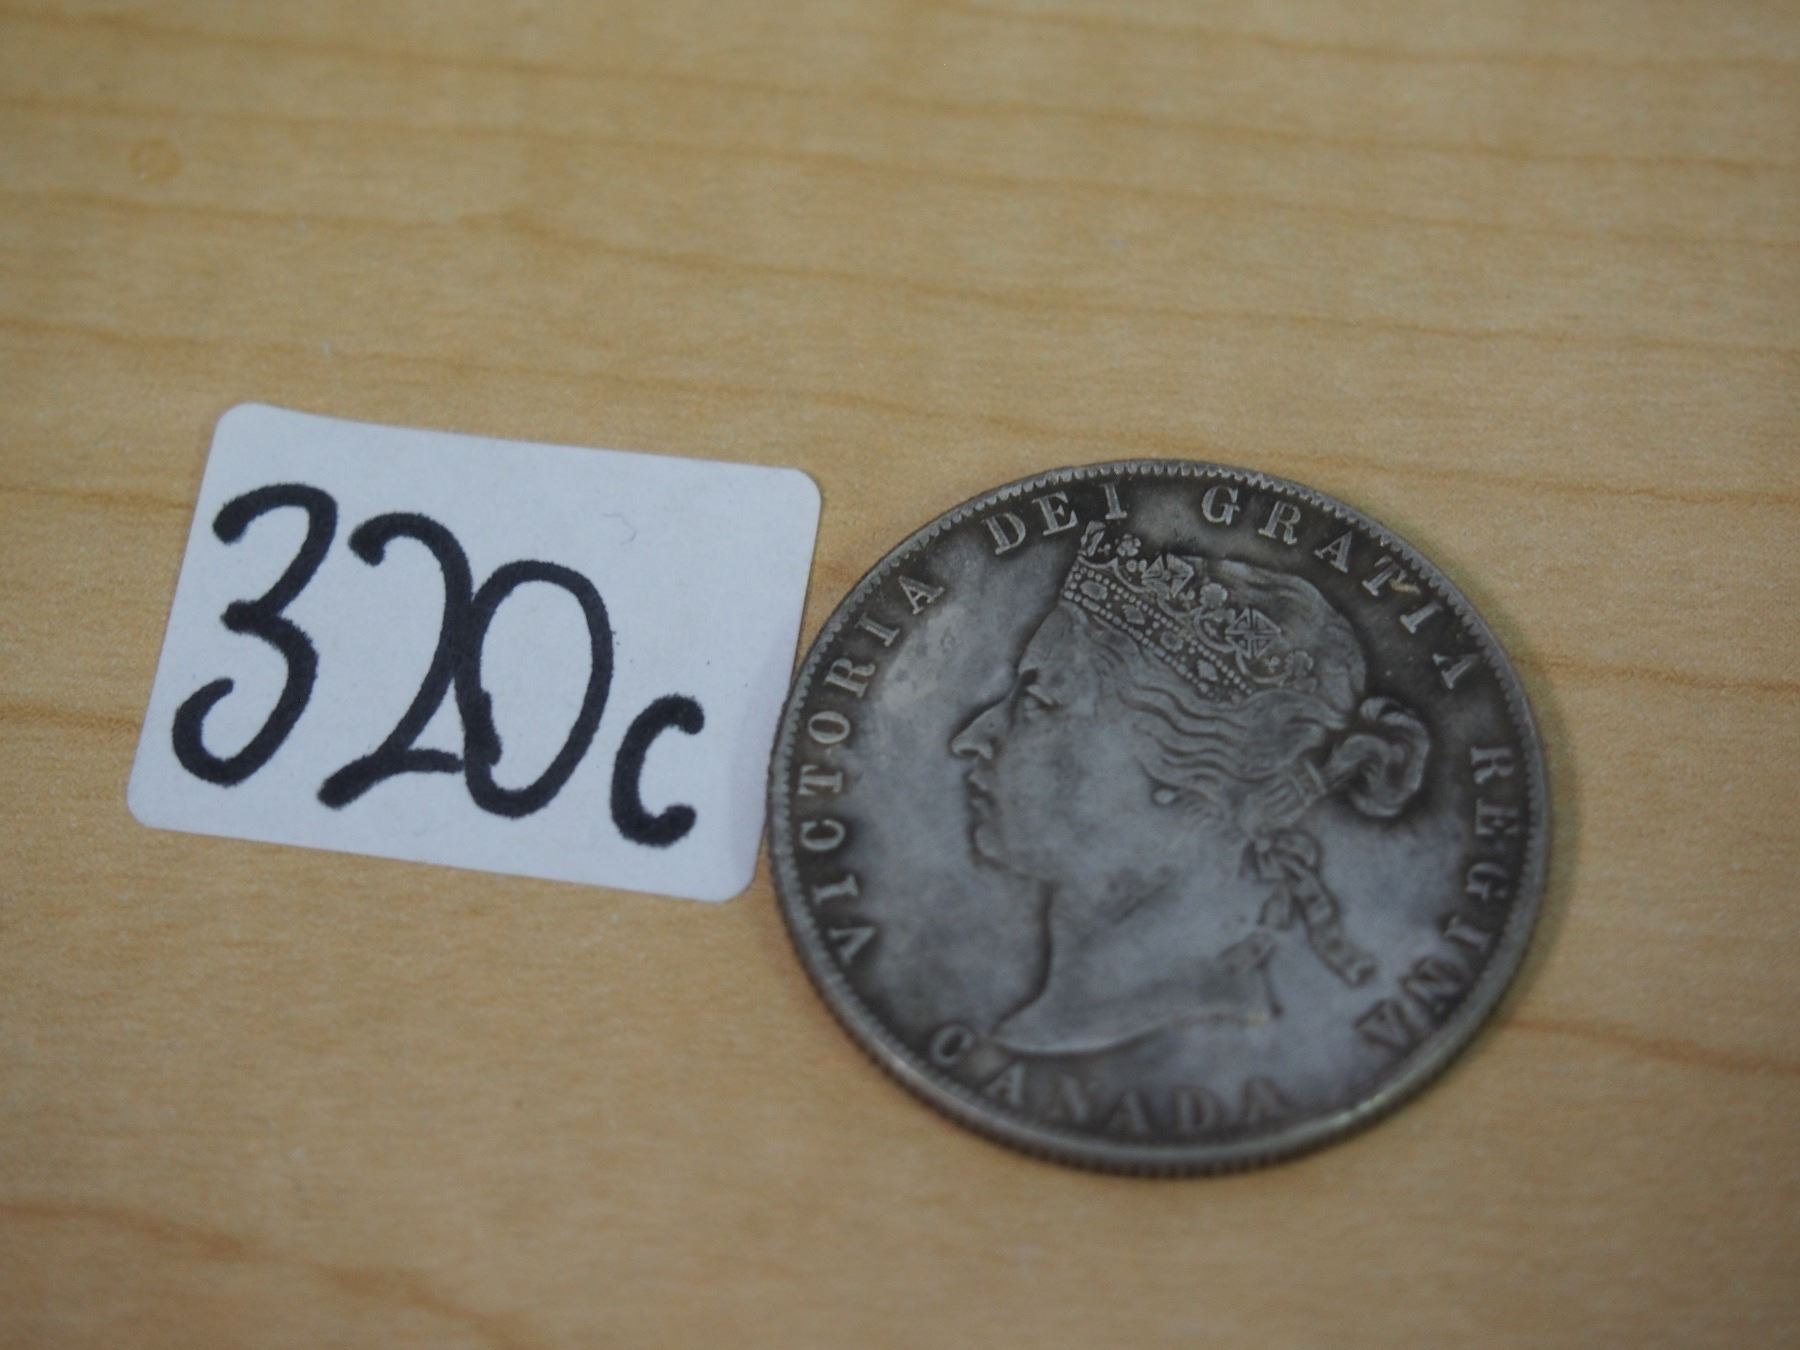 320c
VICTORIA DEI GRATIA REGINA
CANADA